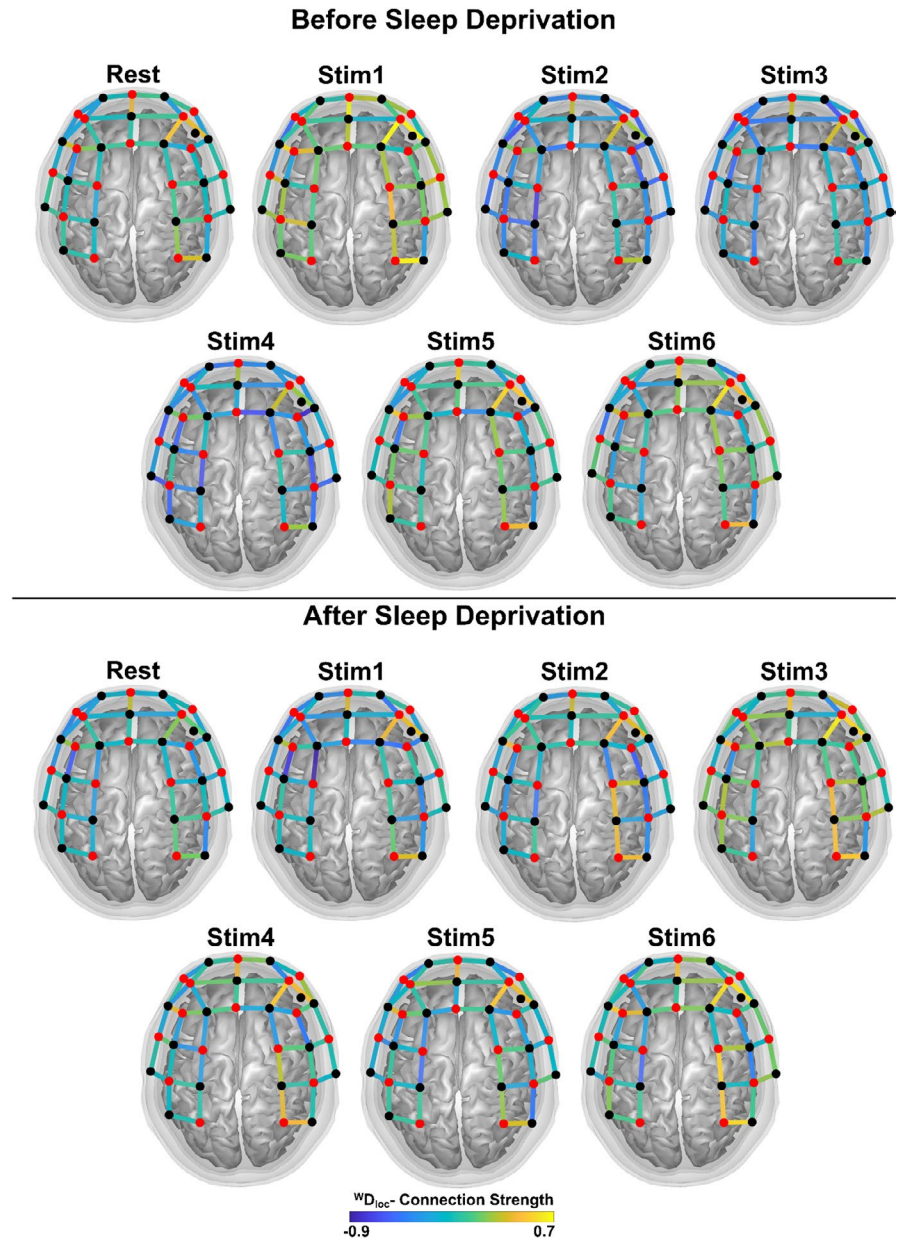 Before Sleep Deprivation
Rest Stim1 Stim2 Stim3
Stim4 Stim5 Stim6
After Sleep Deprivation
Rest Stim1 Stim2 Stim3
Stim4 Stim5 Stim6
ᵂD_loc- Connection Strength
-0.9 0.7